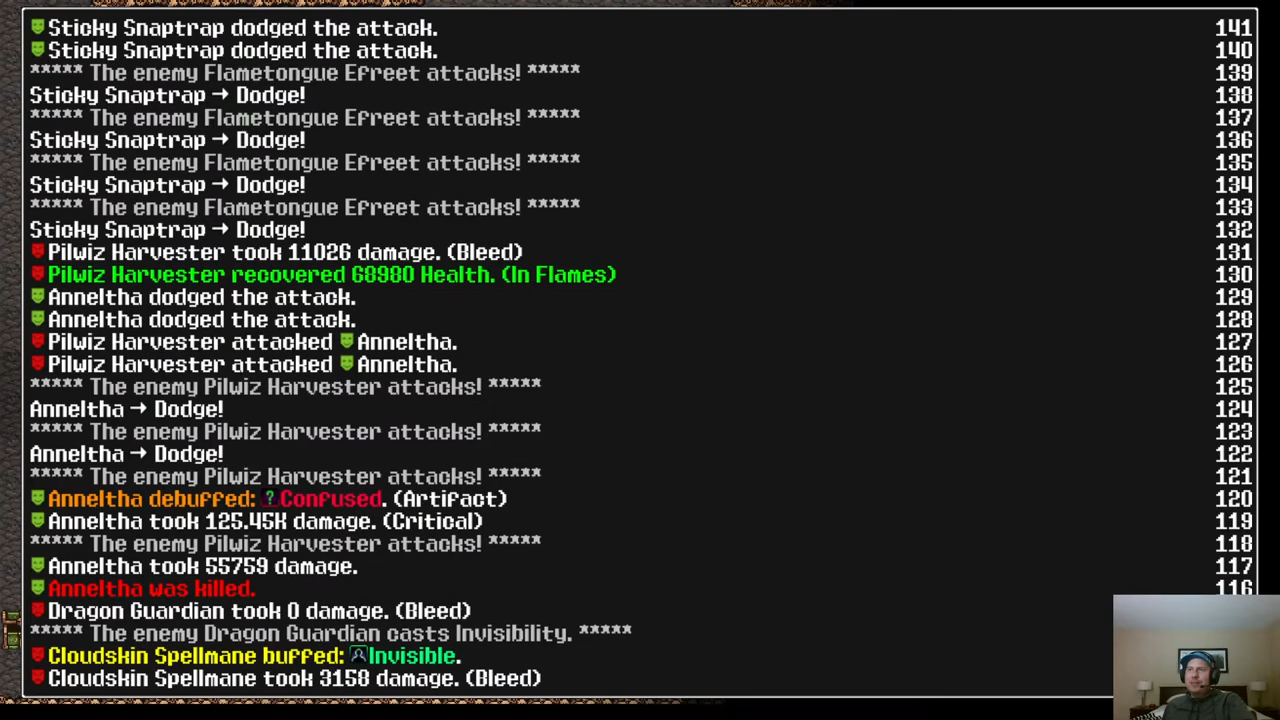 Sticky Snaptrap dodged the attack. 141
Sticky Snaptrap dodged the attack. 140
***** The enemy Flametongue Efreet attacks! ***** 139
Sticky Snaptrap → Dodge! 138
***** The enemy Flametongue Efreet attacks! ***** 137
Sticky Snaptrap → Dodge! 136
***** The enemy Flametongue Efreet attacks! ***** 135
Sticky Snaptrap → Dodge! 134
***** The enemy Flametongue Efreet attacks! ***** 133
Sticky Snaptrap → Dodge! 132
Pilwiz Harvester took 11026 damage. (Bleed) 131
Pilwiz Harvester recovered 68980 Health. (In Flames) 130
Anneltha dodged the attack. 129
Anneltha dodged the attack. 128
Pilwiz Harvester attacked Anneltha. 127
Pilwiz Harvester attacked Anneltha. 126
***** The enemy Pilwiz Harvester attacks! ***** 125
Anneltha → Dodge! 124
***** The enemy Pilwiz Harvester attacks! ***** 123
Anneltha → Dodge! 122
***** The enemy Pilwiz Harvester attacks! ***** 121
Anneltha debuffed: ? Confused. (Artifact) 120
Anneltha took 125.45K damage. (Critical) 119
***** The enemy Pilwiz Harvester attacks! ***** 118
Anneltha took 55759 damage. 117
Anneltha was killed. 116
Dragon Guardian took 0 damage. (Bleed)
***** The enemy Dragon Guardian casts Invisibility. *****
Cloudskin Spellmane buffed: Invisible.
Cloudskin Spellmane took 3158 damage. (Bleed)